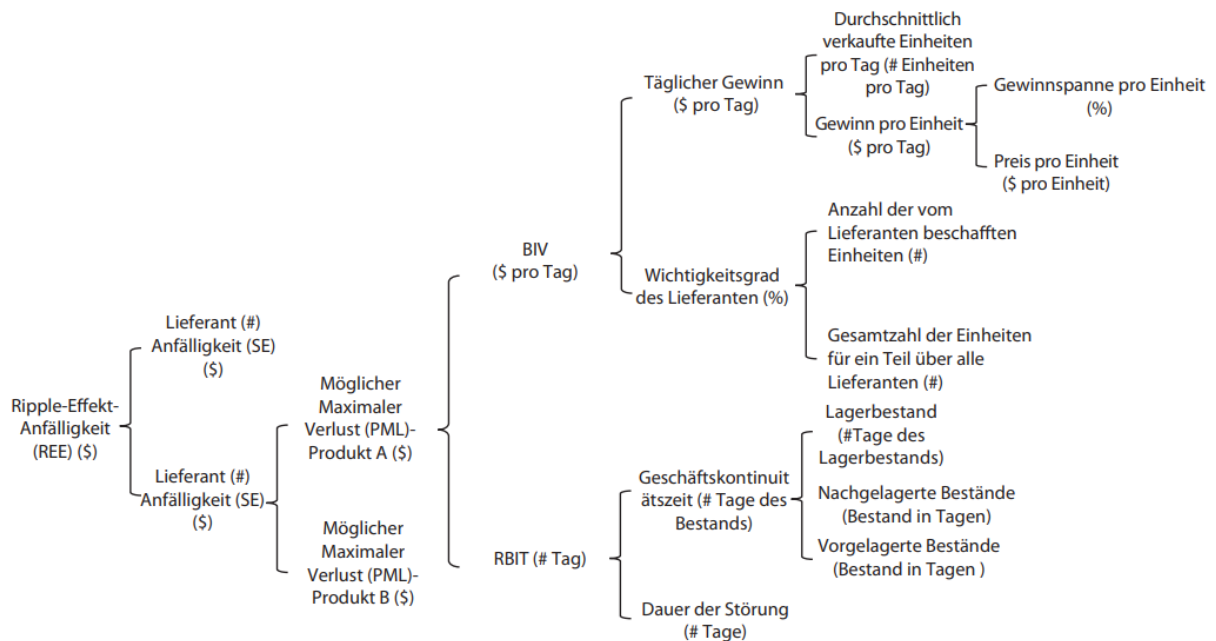 Ripple-Effekt-
Anfälligkeit
(REE) ($)
Lieferant (#)
Anfälligkeit (SE)
($)
Lieferant (#)
Anfälligkeit (SE)
($)
Möglicher
Maximaler
Verlust (PML)-
Produkt A ($)
Möglicher
Maximaler
Verlust (PML)-
Produkt B ($)
BIV
($ pro Tag)
RBIT (# Tag)
Täglicher Gewinn
($ pro Tag)
Wichtigkeitsgrad
des Lieferanten (%)
Geschäftskontinuit
ätszeit (# Tage des
Bestands)
Dauer der Störung
(# Tage)
Durchschnittlich
verkaufte Einheiten
pro Tag (# Einheiten
pro Tag)
Gewinn pro Einheit
($ pro Tag)
Anzahl der vom
Lieferanten beschafften
Einheiten (#)
Gesamtzahl der Einheiten
für ein Teil über alle
Lieferanten (#)
Lagerbestand
(#Tage des
Lagerbestands)
Nachgelagerte Bestände
(Bestand in Tagen)
Vorgelagerte Bestände
(Bestand in Tagen )
Gewinnspanne pro Einheit
(%)
Preis pro Einheit
($ pro Einheit)